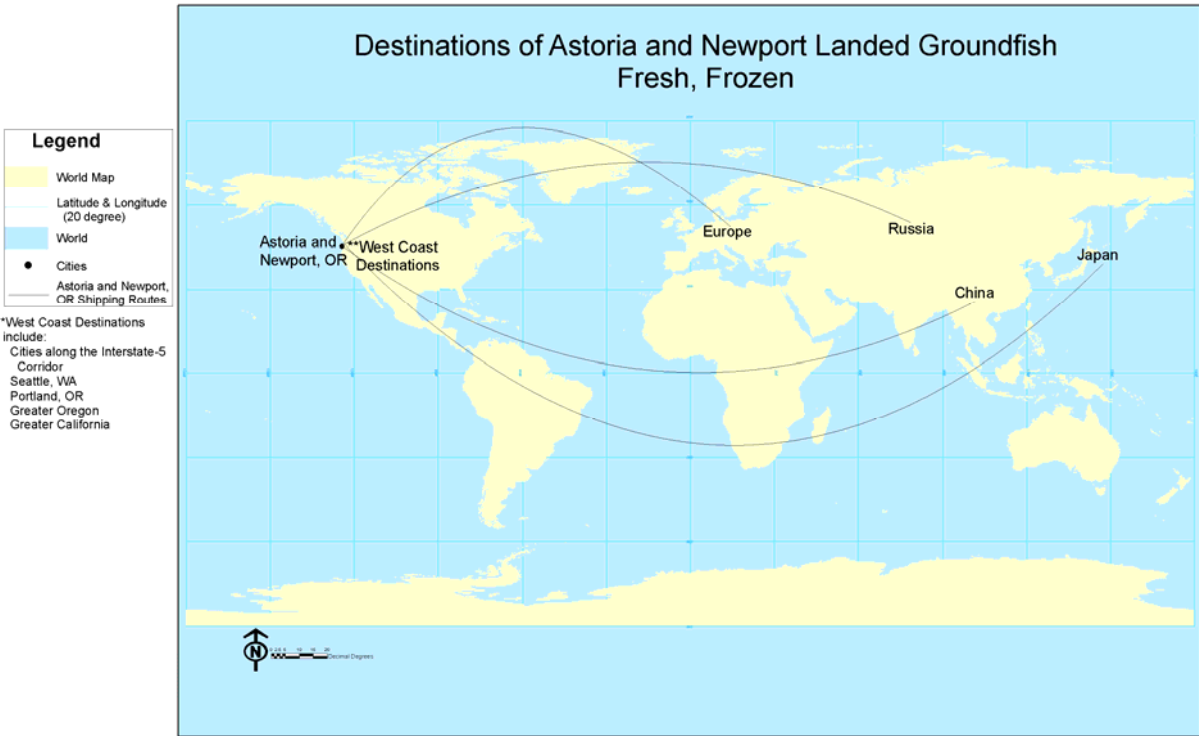 Destinations of Astoria and Newport Landed Groundfish
Fresh, Frozen
Legend
World Map
Latitude & Longitude
(20 degree)
World
Cities
Astoria and Newport,
OR Shipping Routes
*West Coast Destinations
include:
Cities along the Interstate-5
Corridor
Seattle, WA
Portland, OR
Greater Oregon
Greater California
Astoria and
Newport, OR
**West Coast
Destinations
Europe
Russia
Japan
China
N
Decimal Degrees